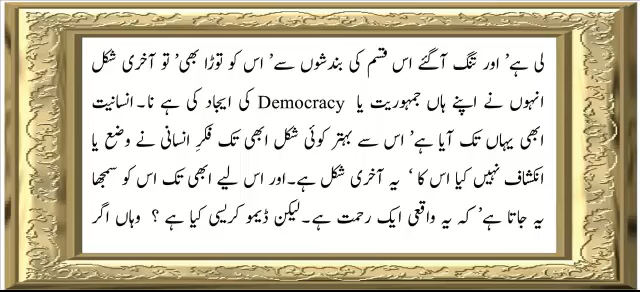 لی ہے’ اور تنگ آگئے اس قسم کی بندشوں سے’ اس کو توڑا بھی’ تو آخری شکل
انہوں نے اپنے ہاں جمہوریت یا Democracy کی ایجاد کی ہے نا۔ انسانیت
ابھی یہاں تک آیا ہے’ اس سے بہتر کوئی شکل ابھی تک فکرِ انسانی نے وضع یا
انکشاف نہیں کیا اس کا‘ یہ آخری شکل ہے۔اور اس لیے ابھی تک اس کو سمجھا
یہ جاتا ہے’ کہ یہ واقعی ایک رحمت ہے۔لیکن ڈیمو کریسی کیا ہے ؟ وہاں اگر